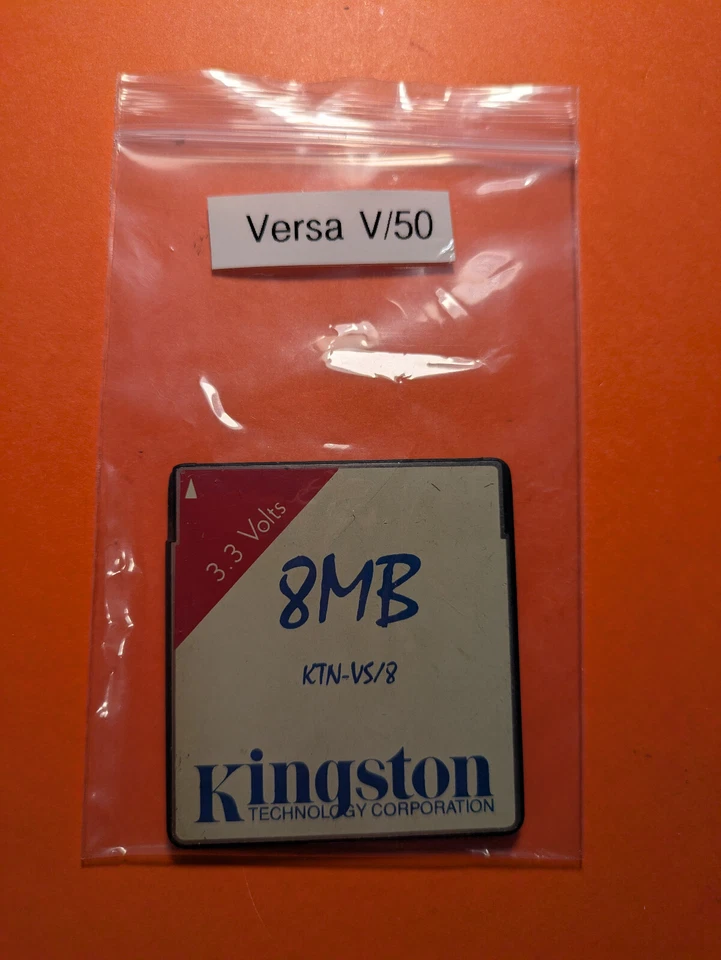 Versa V/50
3.3 Volts
8MB
KTN-VS/8
Kingston
TECHNOLOGY CORPORATION